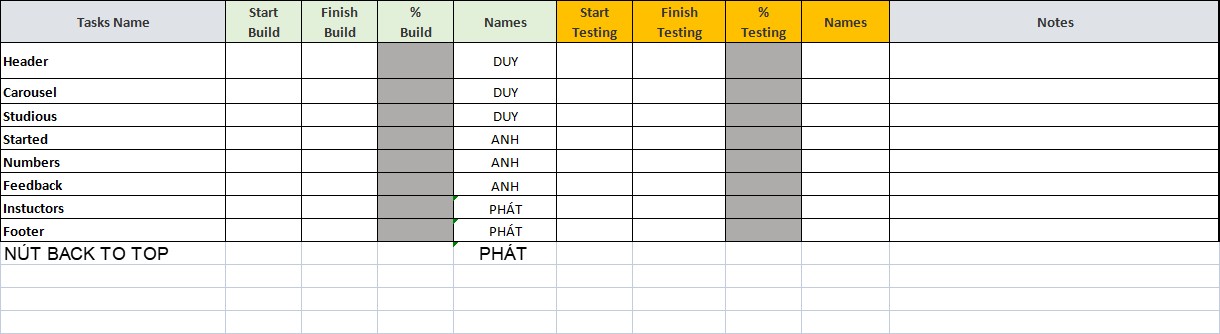 Tasks Name Start Build Finish Build % Build Names Start Testing Finish Testing % Testing Names Notes
Header DUY
Carousel DUY
Studious DUY
Started ANH
Numbers ANH
Feedback ANH
Instuctors PHÁT
Footer PHÁT
NÚT BACK TO TOP PHÁT